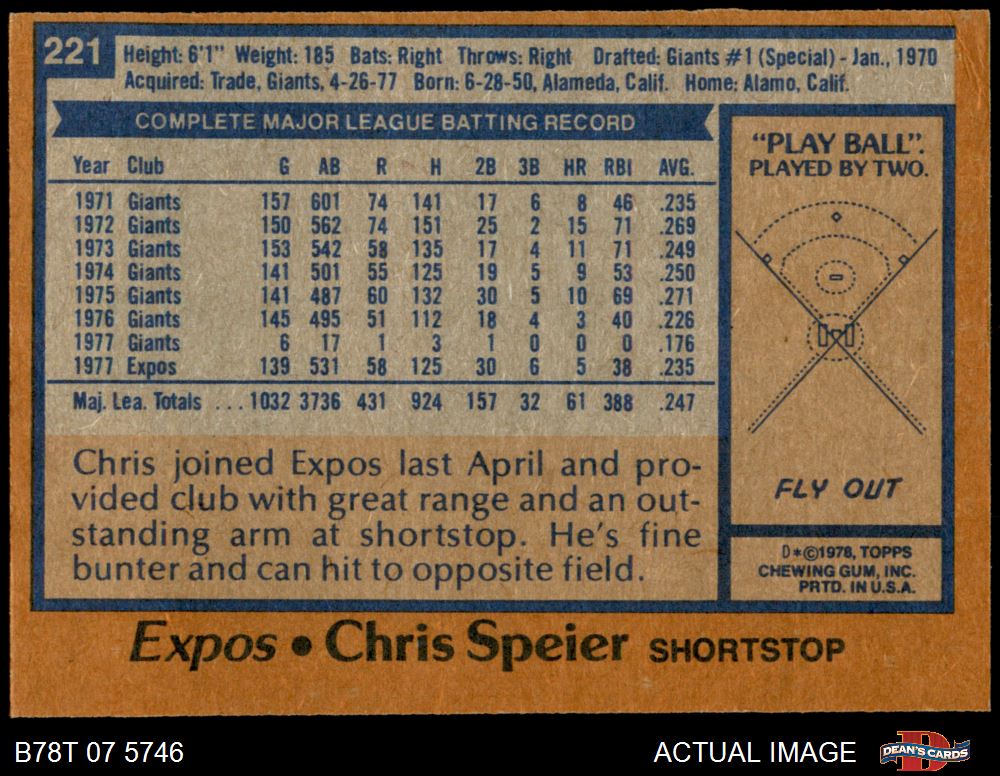 221
Height: 6'1" Weight: 185 Bats: Right Throws: Right Drafted: Giants #1 (Special) - Jan., 1970
Acquired: Trade, Giants, 4-26-77 Born: 6-28-50, Alameda, Calif. Home: Alamo, Calif.
COMPLETE MAJOR LEAGUE BATTING RECORD
Year Club G AB R H 2B 3B HR RBI AVG.
1971 Giants 157 601 74 141 17 6 8 46 .235
1972 Giants 150 562 74 151 25 2 15 71 .269
1973 Giants 153 542 58 135 17 4 11 71 .249
1974 Giants 141 501 55 125 19 5 9 53 .250
1975 Giants 141 487 60 132 30 5 10 69 .271
1976 Giants 145 495 51 112 18 4 3 40 .226
1977 Giants 6 17 1 3 1 0 0 0 .176
1977 Expos 139 531 58 125 30 6 5 38 .235
Maj. Lea. Totals ... 1032 3736 431 924 157 32 61 388 .247
Chris joined Expos last April and pro-
vided club with great range and an out-
standing arm at shortstop. He's fine
bunter and can hit to opposite field.
"PLAY BALL".
PLAYED BY TWO.
FLY OUT
D*©1978, TOPPS
CHEWING GUM, INC.
PRTD. IN U.S.A.
Expos • Chris Speier SHORTSTOP
B78T 07 5746
ACTUAL IMAGE
D
DEAN'S CARDS